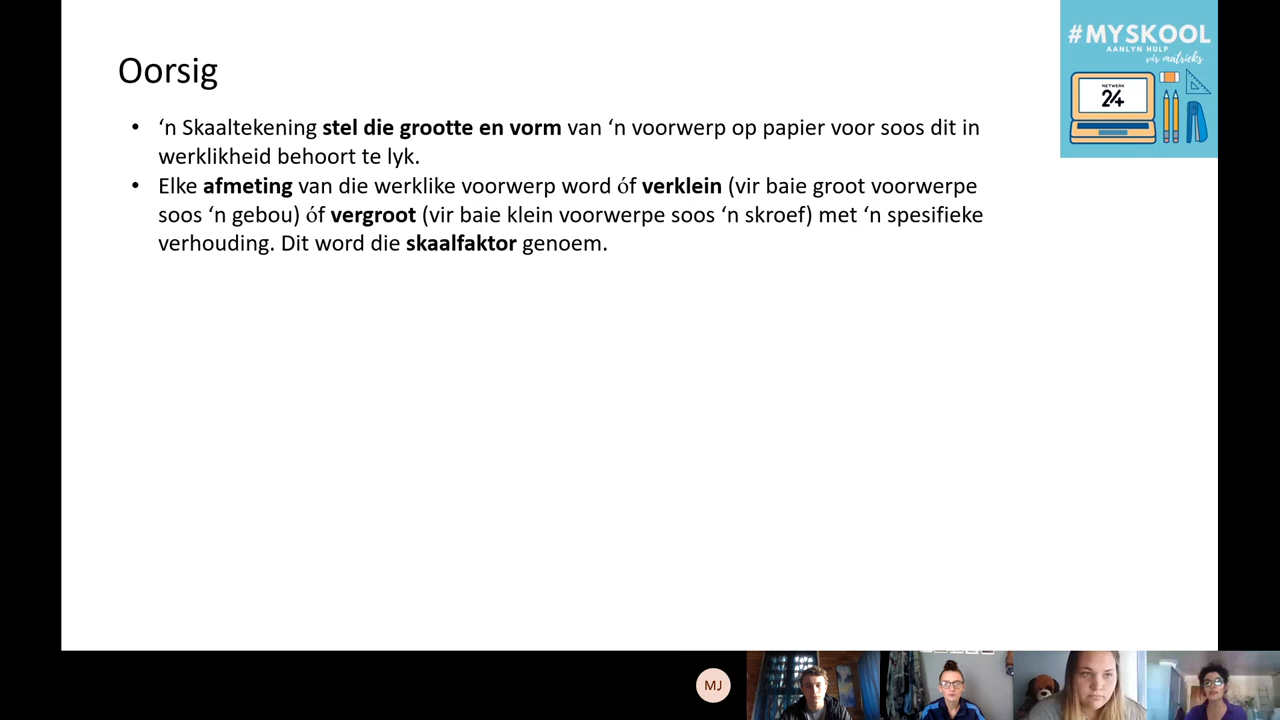 Oorsig
• ‘n Skaaltekening stel die grootte en vorm van ‘n voorwerp op papier voor soos dit in
werklikheid behoort te lyk.
• Elke afmeting van die werklike voorwerp word óf verklein (vir baie groot voorwerpe
soos ‘n gebou) óf vergroot (vir baie klein voorwerpe soos ‘n skroef) met ‘n spesifieke
verhouding. Dit word die skaalfaktor genoem.
#MYSKOOL
AANLYN HULP
vir matrieks
NETWERK
24
MJ